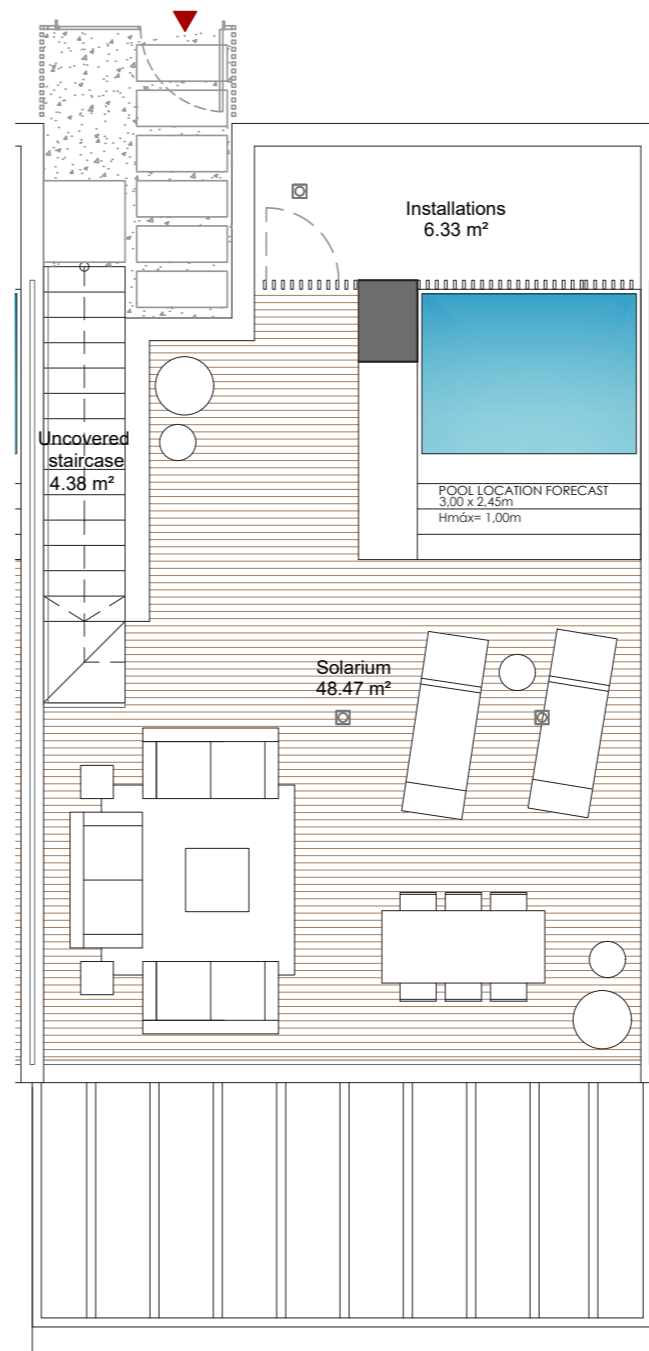 Installations
6.33 m²
Uncovered
staircase
4.38 m²
POOL LOCATION FORECAST
3,00 x 2,45m
Hmáx= 1,00m
Solarium
48.47 m²